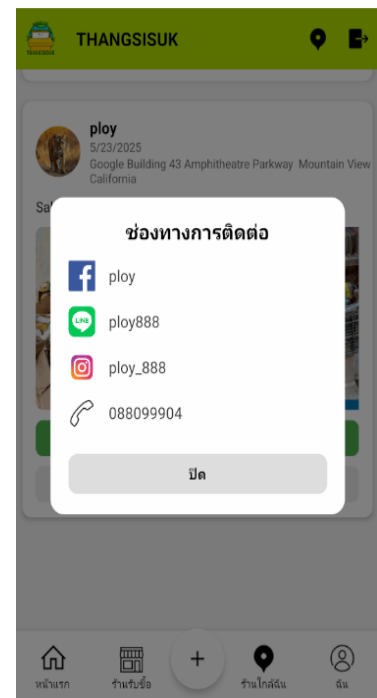 THANGSISUK
ploy
5/23/2025
Google Building 43 Amphitheatre Parkway Mountain View
California
ช่องทางการติดต่อ
ploy
LINE
ploy888
ploy_888
088099904
ปิด
หน้าแรก
ร้านรับซื้อ
+
ร้านใกล้ฉัน
ฉัน